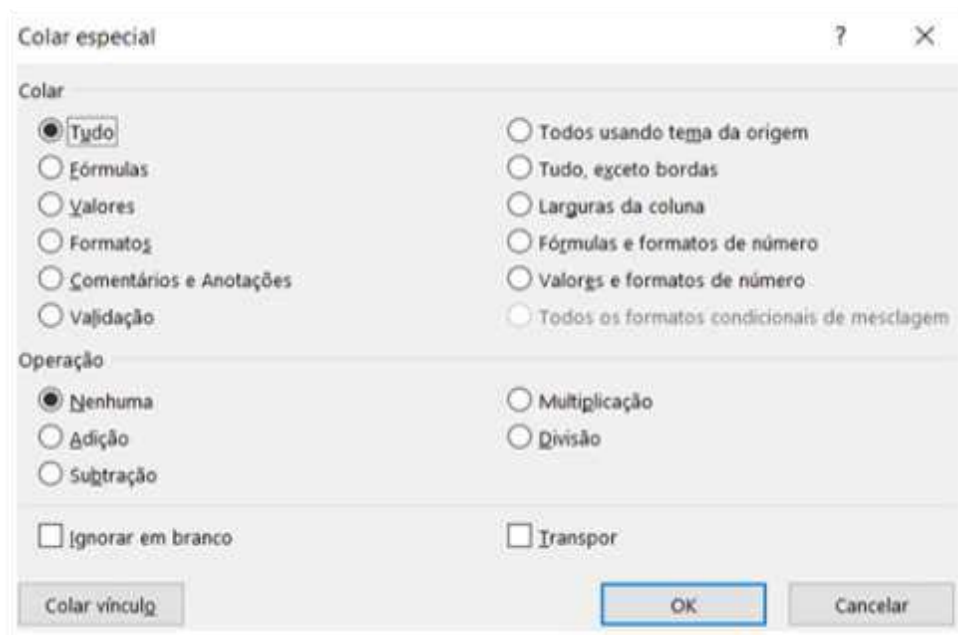 Colar especial ? ×
Colar
Tudo
Fórmulas
Valores
Formatos
Comentários e Anotações
Validação
Todos usando tema da origem
Tudo, exceto bordas
Larguras da coluna
Fórmulas e formatos de número
Valores e formatos de número
Todos os formatos condicionais de mesclagem
Operação
Nenhuma
Adição
Subtração
Multiplicação
Divisão
Ignorar em branco
Transpor
Colar vínculo
OK
Cancelar